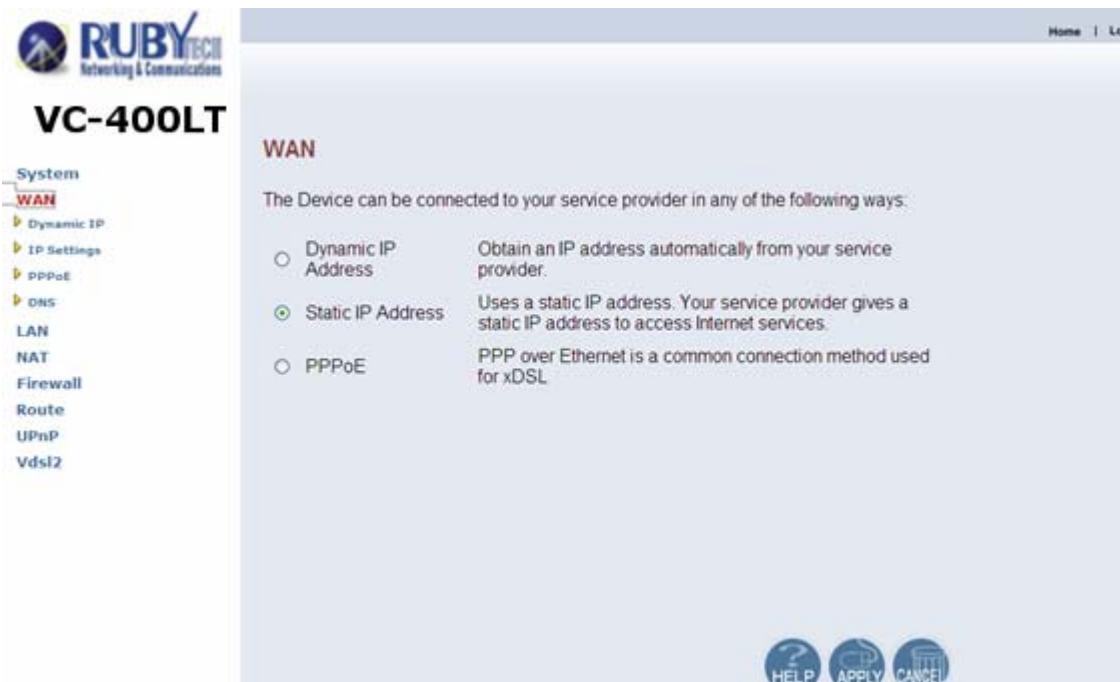 RUBYTECH
Networking & Communications
Home |
VC-400LT
System
WAN
Dynamic IP
IP Settings
PPPoE
DNS
LAN
NAT
Firewall
Route
UPnP
Vdsl2
WAN
The Device can be connected to your service provider in any of the following ways:
Dynamic IP
Address
Obtain an IP address automatically from your service
provider.
Static IP Address
Uses a static IP address. Your service provider gives a
static IP address to access Internet services.
PPPoE
PPP over Ethernet is a common connection method used
for xDSL
HELP
APPLY
CANCEL